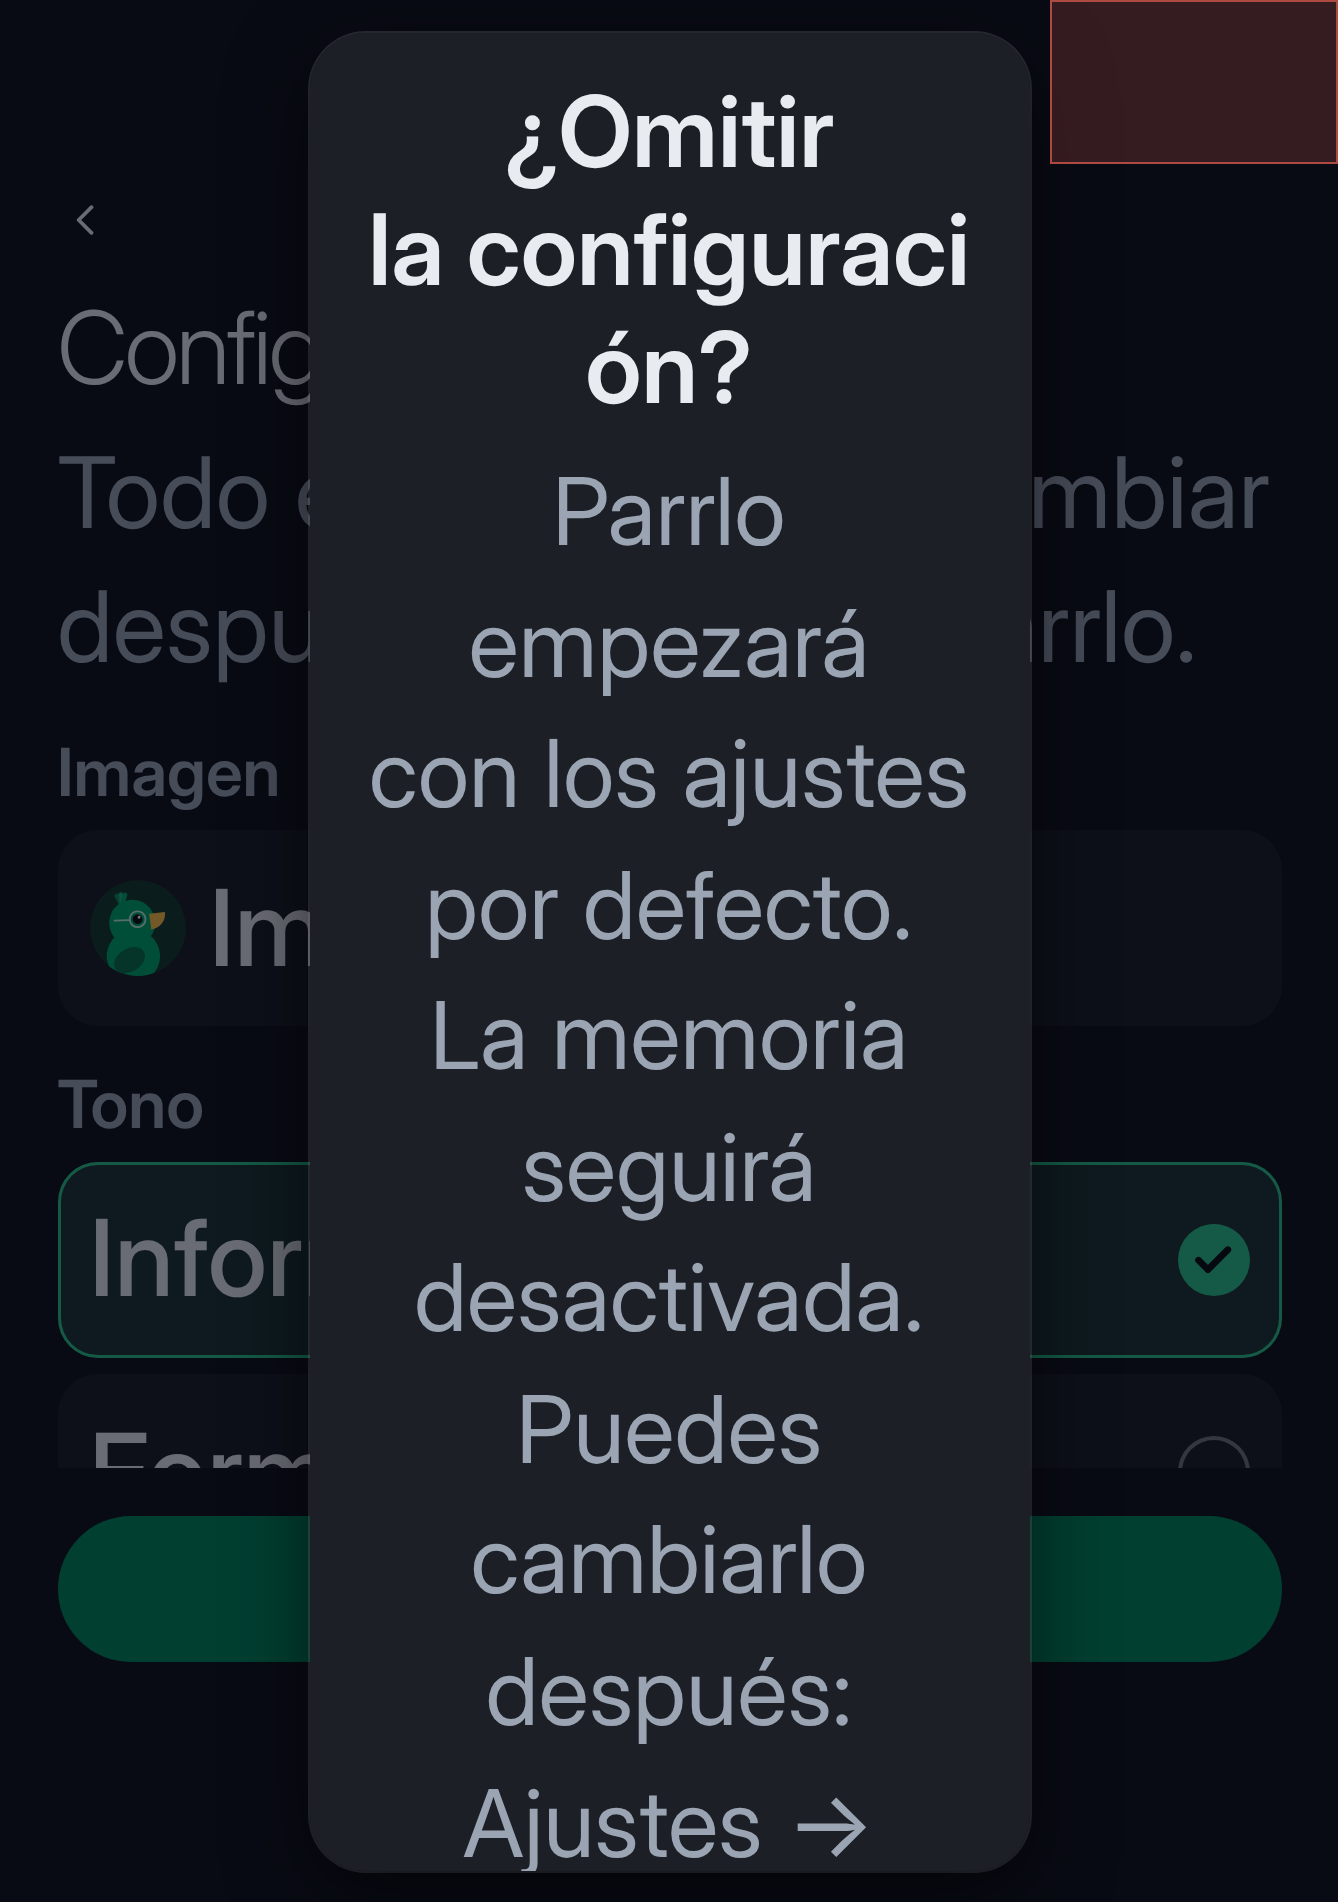 ¿Omitir
la configuraci
ón?
Parrlo
empezará
con los ajustes
por defecto.
La memoria
seguirá
desactivada.
Puedes
cambiarlo
después:
Ajustes →
Imagen
Tono